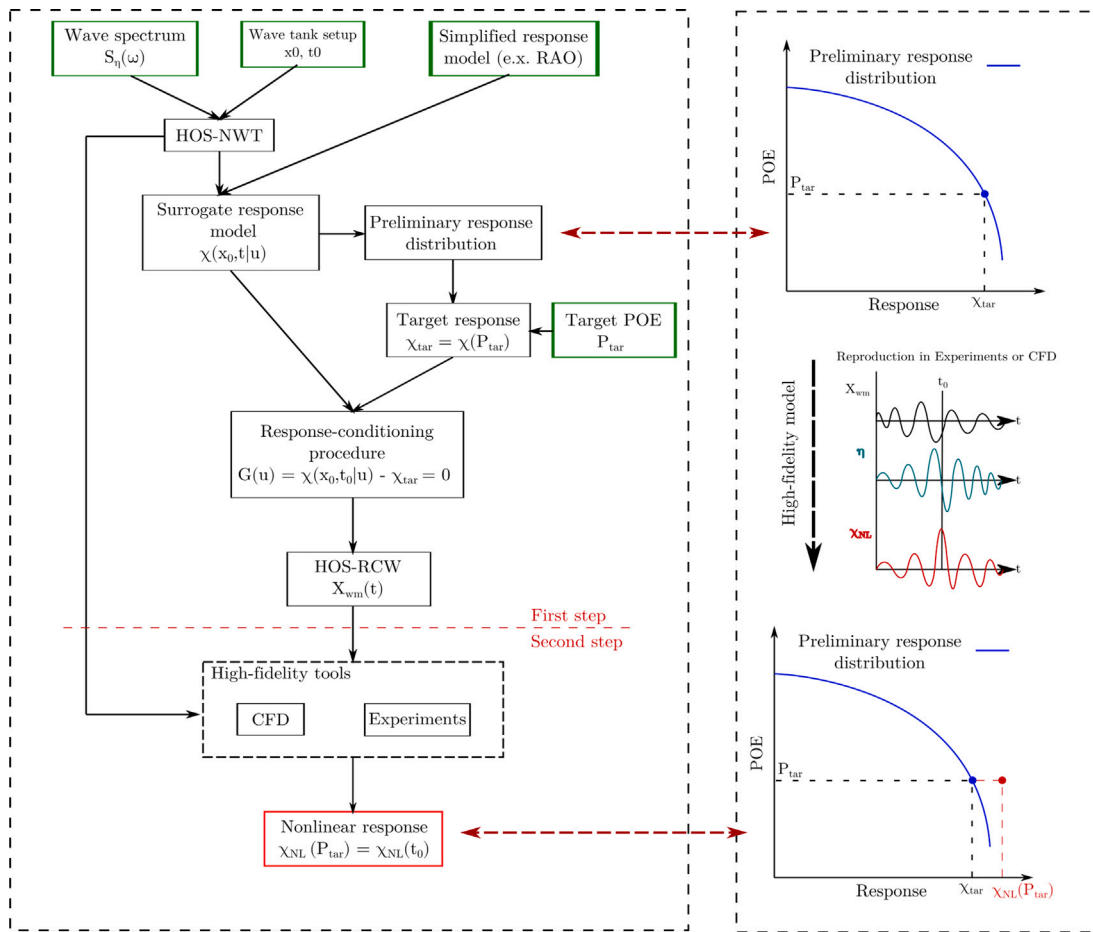 Wave spectrum
Sη(ω)
Wave tank setup
x0, t0
Simplified response
model (e.x. RAO)
HOS-NWT
Surrogate response
model
χ(x₀,t|u)
Preliminary response
distribution
Target response
χtar = χ(Ptar)
Target POE
Ptar
Response-conditioning
procedure
G(u) = χ(x₀,t₀|u) - χtar = 0
HOS-RCW
Xwm(t)
First step
Second step
High-fidelity tools
CFD
Experiments
Nonlinear response
χNL (Ptar) = χNL(t₀)
Preliminary response
distribution
POE
Ptar
Response
χtar
High-fidelity model
Reproduction in Experiments or CFD
t₀
Xwm
t
η
t
χNL
t
Preliminary response
distribution
POE
Ptar
Response
χtar
χNL(Ptar)